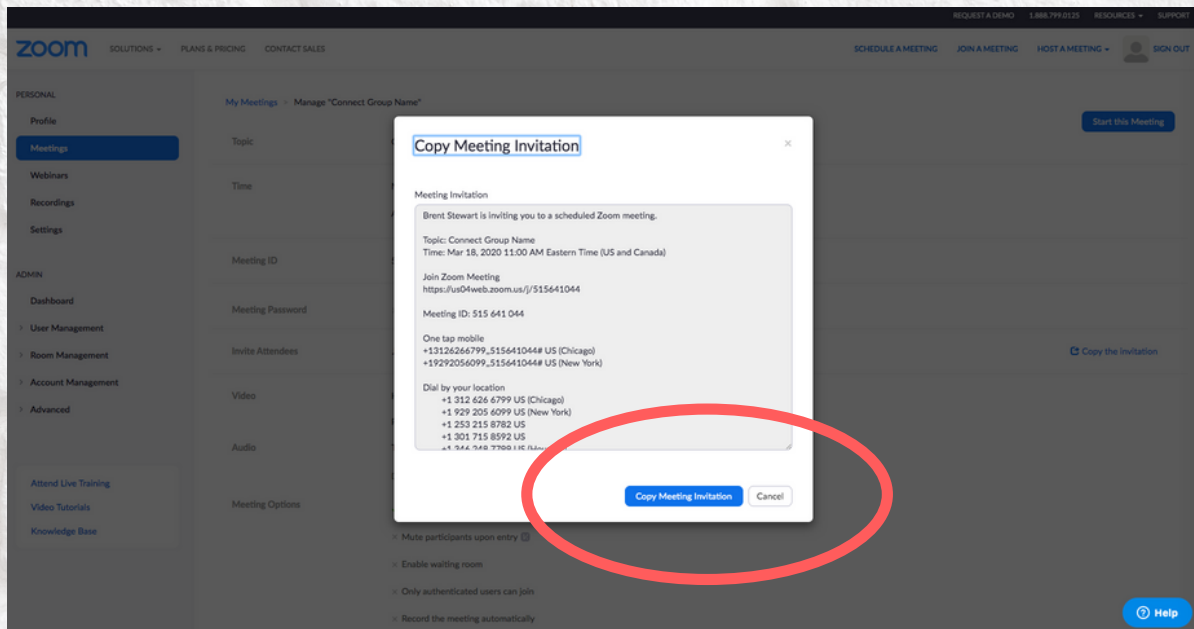 REQUEST A DEMO 1.888.799.0125 RESOURCES SUPPORT
zoom SOLUTIONS PLANS & PRICING CONTACT SALES SCHEDULE A MEETING JOIN A MEETING HOST A MEETING SIGN OUT
PERSONAL
Profile
Meetings
Webinars
Recordings
Settings
ADMIN
Dashboard
User Management
Room Management
Account Management
Advanced
Attend Live Training
Video Tutorials
Knowledge Base
My Meetings > Manage "Connect Group Name"
Start this Meeting
Topic
Time
Meeting ID
Meeting Password
Invite Attendees
Copy the invitation
Video
Audio
Meeting Options
Copy Meeting Invitation ×
Meeting Invitation
Brent Stewart is inviting you to a scheduled Zoom meeting.
Topic: Connect Group Name
Time: Mar 18, 2020 11:00 AM Eastern Time (US and Canada)
Join Zoom Meeting
https://us04web.zoom.us/j/515641044
Meeting ID: 515 641 044
One tap mobile
+13126266799,,515641044# US (Chicago)
+19292056099,,515641044# US (New York)
Dial by your location
+1 312 626 6799 US (Chicago)
+1 929 205 6099 US (New York)
+1 253 215 8782 US
+1 301 715 8592 US
+1 346 248 7799 US
Copy Meeting Invitation Cancel
× Mute participants upon entry
× Enable waiting room
× Only authenticated users can join
× Record the meeting automatically
Help